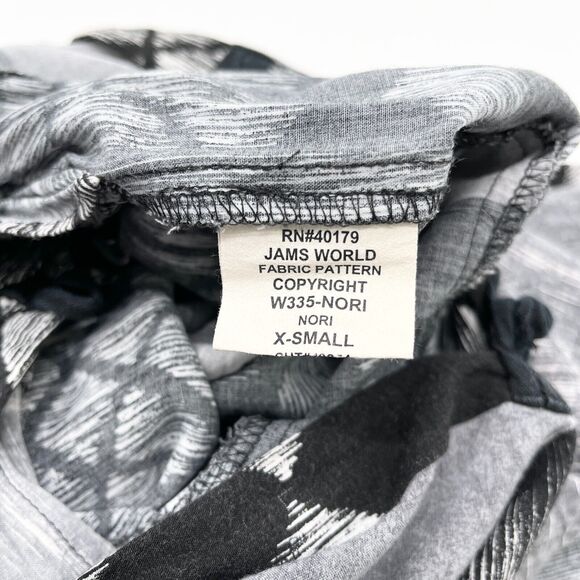 RN#40179
JAMS WORLD
FABRIC PATTERN
COPYRIGHT
W335-NORI
NORI
X-SMALL